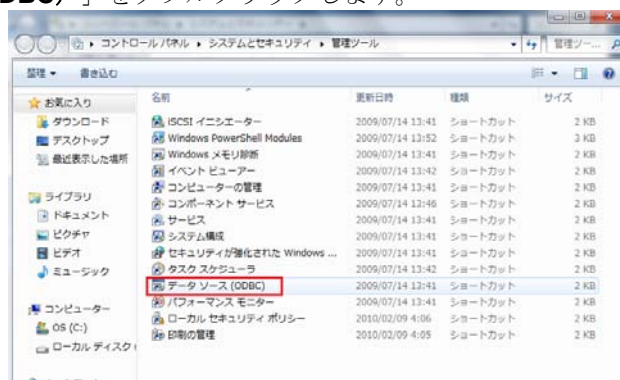 DBC) 」をダブルクリックします。
コントロール パネル ▸ システムとセキュリティ ▸ 管理ツール
管理ツー...
整理 ▾ 書き込む
お気に入り
ダウンロード
デスクトップ
最近表示した場所
ライブラリ
ドキュメント
ピクチャ
ビデオ
ミュージック
コンピューター
OS (C:)
ローカル ディスク (
名前 更新日時 種類 サイズ
iSCSI イニシエーター 2009/07/14 13:41 ショートカット 2 KB
Windows PowerShell Modules 2009/07/14 13:52 ショートカット 3 KB
Windows メモリ診断 2009/07/14 13:41 ショートカット 2 KB
イベント ビューアー 2009/07/14 13:42 ショートカット 2 KB
コンピューターの管理 2009/07/14 13:41 ショートカット 2 KB
コンポーネント サービス 2009/07/14 13:46 ショートカット 2 KB
サービス 2009/07/14 13:41 ショートカット 2 KB
システム構成 2009/07/14 13:41 ショートカット 2 KB
セキュリティが強化された Windows ... 2009/07/14 13:41 ショートカット 2 KB
タスク スケジューラ 2009/07/14 13:42 ショートカット 2 KB
データ ソース (ODBC) 2009/07/14 13:41 ショートカット 2 KB
パフォーマンス モニター 2009/07/14 13:41 ショートカット 2 KB
ローカル セキュリティ ポリシー 2010/02/09 4:06 ショートカット 2 KB
印刷の管理 2010/02/09 4:05 ショートカット 2 KB